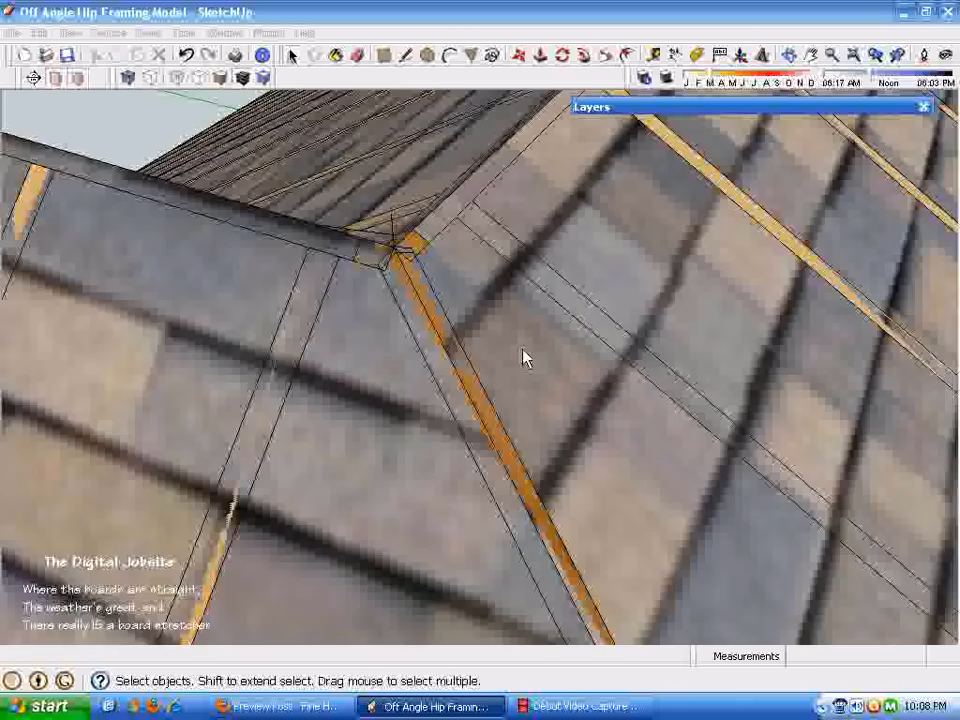 Off Angle Hip Framing Model - SketchUp
Layers
J F M A M J J A S O N D 06:17 AM Noon 06:03 PM
The Digital Jobsite
Where the boards are straight,
The weather's great, and
There really IS a board stretcher
Measurements
Select objects. Shift to extend select. Drag mouse to select multiple.
start
Off Angle Hip Framin...
Debut Video Capture ...
10:08 PM